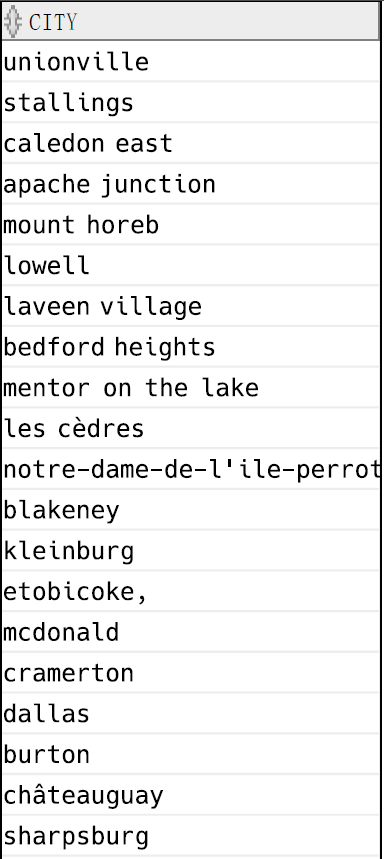 CITY
unionville
stallings
caledon east
apache junction
mount horeb
lowell
laveen village
bedford heights
mentor on the lake
les cèdres
notre-dame-de-l'ile-perrot
blakeney
kleinburg
etobicoke,
mcdonald
cramerton
dallas
burton
châteauguay
sharpsburg